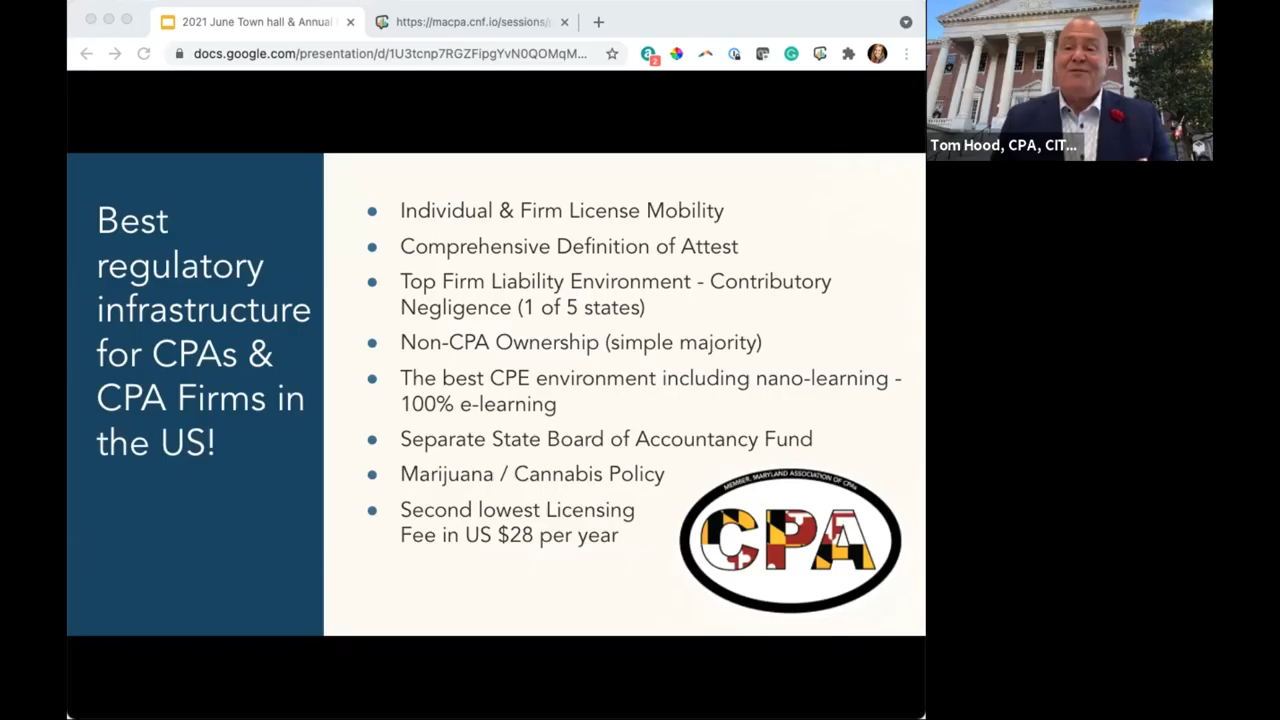 2021 June Town hall & Annual
https://macpa.cnf.io/sessions/
docs.google.com/presentation/d/1U3tcnp7RGZFipgYvN0QOMqM...
2
Tom Hood, CPA, CIT...
Best
regulatory
infrastructure
for CPAs &
CPA Firms in
the US!
• Individual & Firm License Mobility
• Comprehensive Definition of Attest
• Top Firm Liability Environment - Contributory
Negligence (1 of 5 states)
• Non-CPA Ownership (simple majority)
• The best CPE environment including nano-learning -
100% e-learning
• Separate State Board of Accountancy Fund
• Marijuana / Cannabis Policy
• Second lowest Licensing
Fee in US $28 per year
MEMBER, MARYLAND ASSOCIATION OF CPAs
CPA